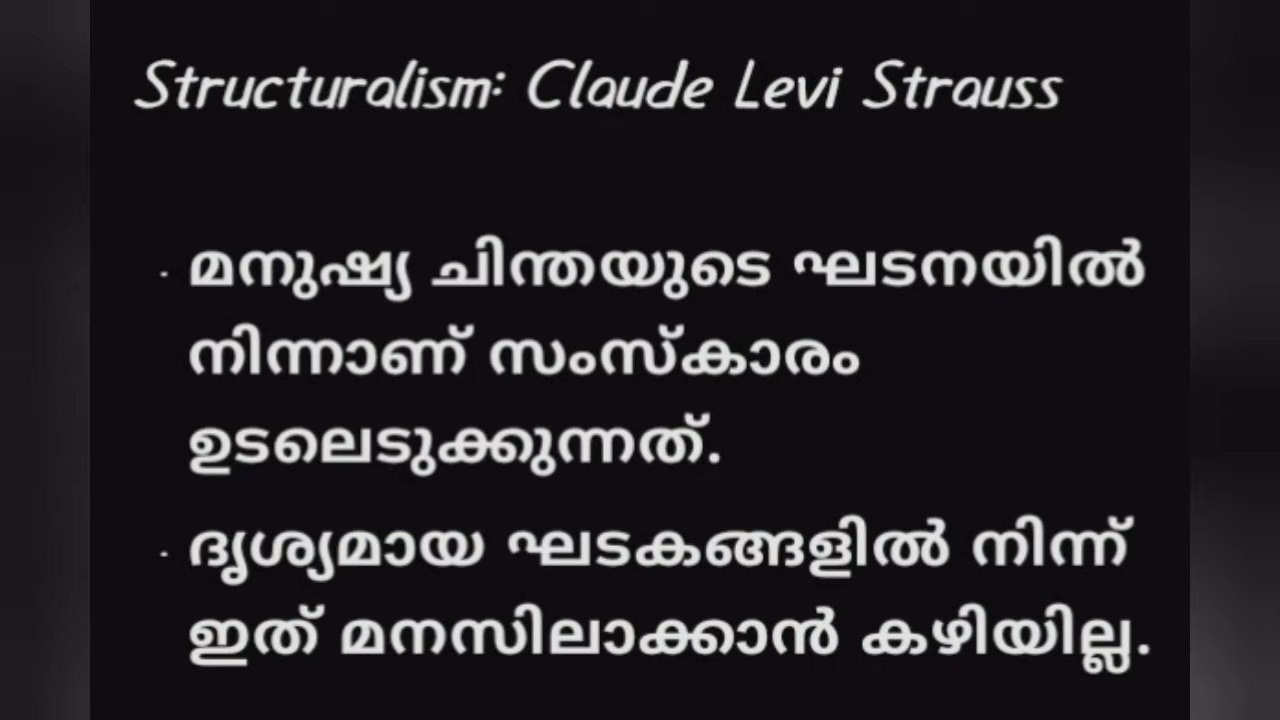 Structuralism: Claude Levi Strauss
· മനുഷ്യ ചിന്തയുടെ ഘടനയിൽ
നിന്നാണ് സംസ്കാരം
ഉടലെടുക്കുന്നത്.
· ദൃശ്യമായ ഘടകങ്ങളിൽ നിന്ന്
ഇത് മനസിലാക്കാൻ കഴിയില്ല.